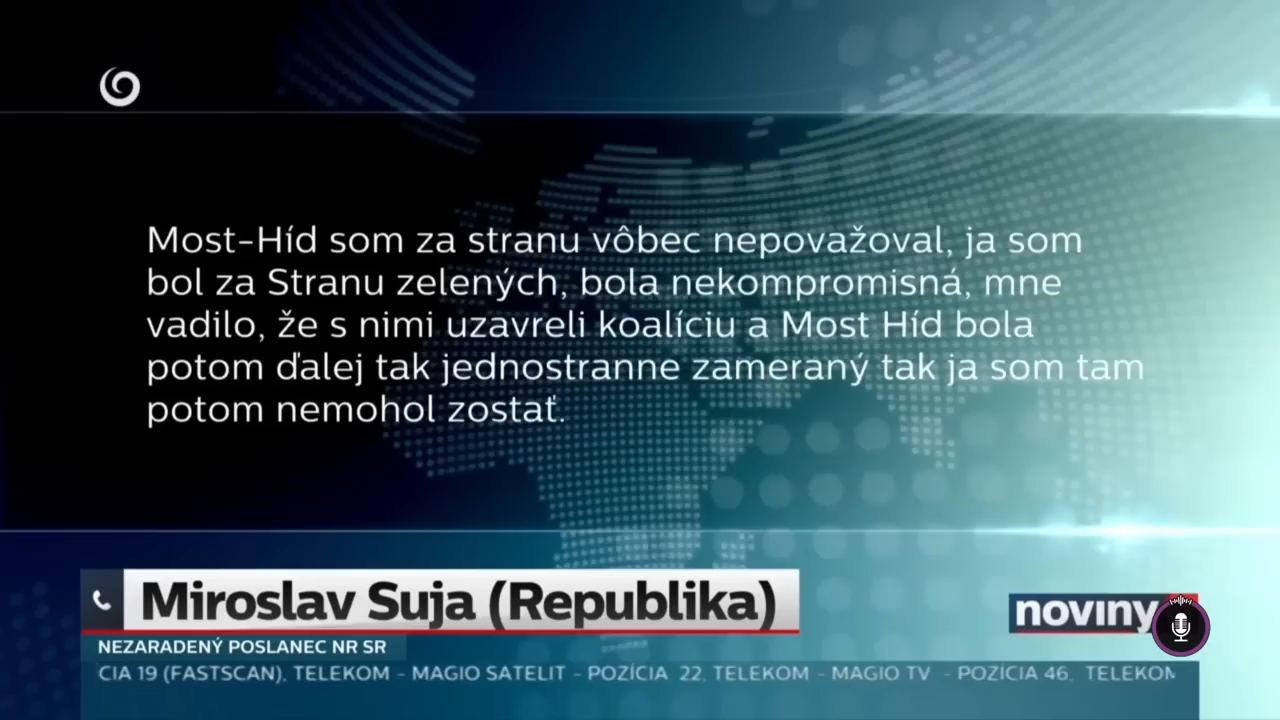 Most-Híd som za stranu vôbec nepovažoval, ja som
bol za Stranu zelených, bola nekompromisná, mne
vadilo, že s nimi uzavreli koalíciu a Most Híd bola
potom ďalej tak jednostranne zameraný tak ja som tam
potom nemohol zostať.
Miroslav Suja (Republika)
noviny
NEZARADENÝ POSLANEC NR SR
CIA 19 (FASTSCAN), TELEKOM - MAGIO SATELIT - POZÍCIA 22, TELEKOM - MAGIO TV - POZÍCIA 46, TELEKOM